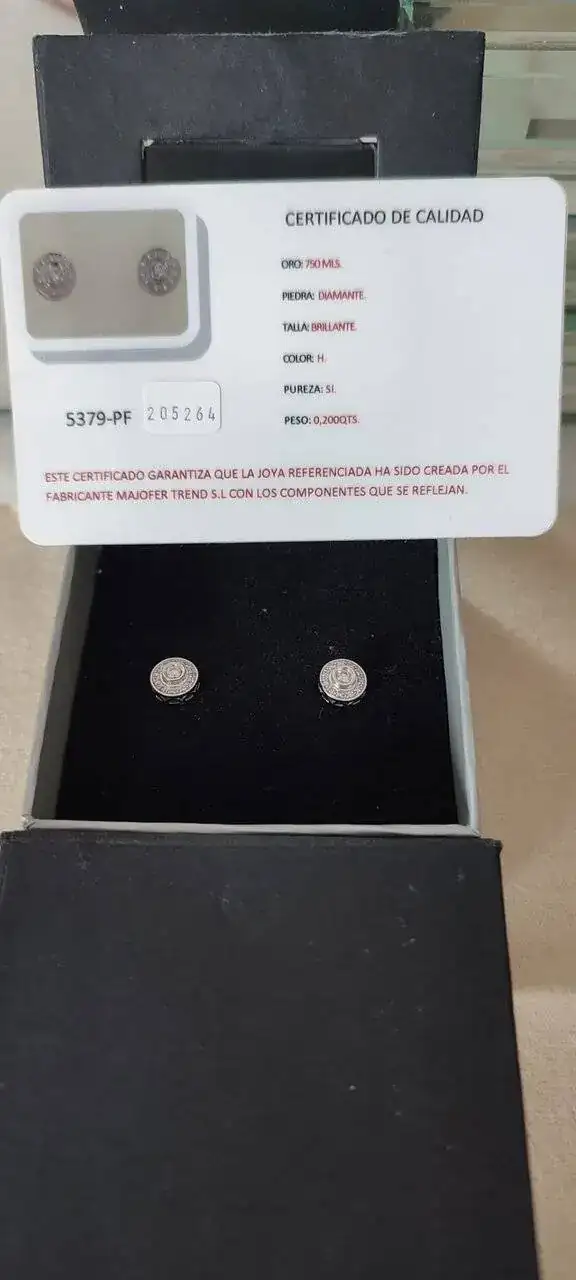 CERTIFICADO DE CALIDAD
ORO: 750 MLS.
PIEDRA: DIAMANTE.
TALLA: BRILLANTE.
COLOR: H.
PUREZA: SI.
PESO: 0,200QTS.
5379-PF 205264
ESTE CERTIFICADO GARANTIZA QUE LA JOYA REFERENCIADA HA SIDO CREADA POR EL
FABRICANTE MAJOFER TREND S.L CON LOS COMPONENTES QUE SE REFLEJAN.